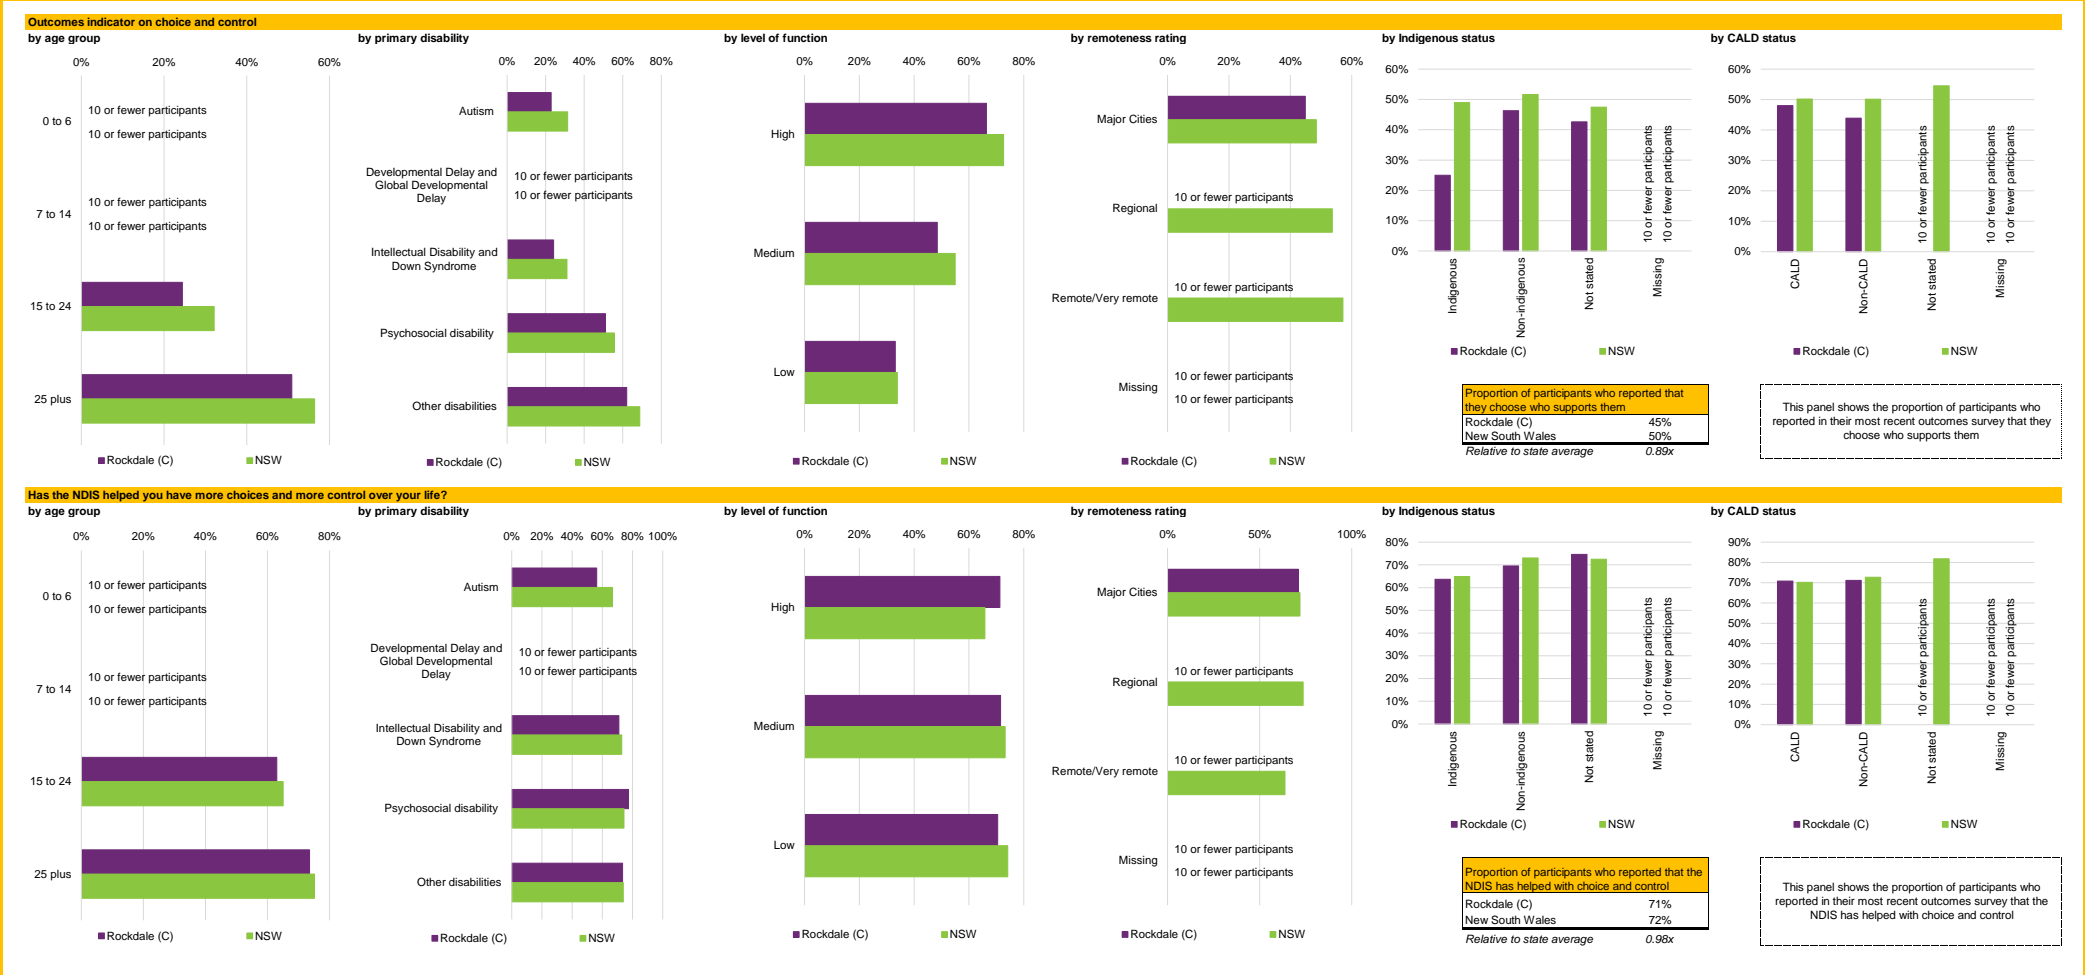 Outcomes indicator on choice and control
by age group
0% 20% 40% 60%
0 to 6
10 or fewer participants
10 or fewer participants
7 to 14
10 or fewer participants
10 or fewer participants
15 to 24
25 plus
Rockdale (C) NSW
by primary disability
0% 20% 40% 60% 80%
Autism
Developmental Delay and
Global Developmental
Delay
10 or fewer participants
10 or fewer participants
Intellectual Disability and
Down Syndrome
Psychosocial disability
Other disabilities
Rockdale (C) NSW
by level of function
0% 20% 40% 60% 80%
High
Medium
Low
Rockdale (C) NSW
by remoteness rating
0% 20% 40% 60%
Major Cities
Regional
10 or fewer participants
Remote/Very remote
10 or fewer participants
Missing
10 or fewer participants
10 or fewer participants
Rockdale (C) NSW
by Indigenous status
60%
50%
40%
30%
20%
10%
0%
10 or fewer participants
10 or fewer participants
Indigenous
Non-indigenous
Not stated
Missing
Rockdale (C) NSW
by CALD status
60%
50%
40%
30%
20%
10%
0%
10 or fewer participants
10 or fewer participants
10 or fewer participants
CALD
Non-CALD
Not stated
Missing
Rockdale (C) NSW
Proportion of participants who reported that
they choose who supports them
Rockdale (C) 45%
New South Wales 50%
Relative to state average 0.89x
This panel shows the proportion of participants who
reported in their most recent outcomes survey that they
choose who supports them
Has the NDIS helped you have more choices and more control over your life?
by age group
0% 20% 40% 60% 80%
0 to 6
10 or fewer participants
10 or fewer participants
7 to 14
10 or fewer participants
10 or fewer participants
15 to 24
25 plus
Rockdale (C) NSW
by primary disability
0% 20% 40% 60% 80% 100%
Autism
Developmental Delay and
Global Developmental
Delay
10 or fewer participants
10 or fewer participants
Intellectual Disability and
Down Syndrome
Psychosocial disability
Other disabilities
Rockdale (C) NSW
by level of function
0% 20% 40% 60% 80%
High
Medium
Low
Rockdale (C) NSW
by remoteness rating
0% 50% 100%
Major Cities
Regional
10 or fewer participants
Remote/Very remote
10 or fewer participants
Missing
10 or fewer participants
10 or fewer participants
Rockdale (C) NSW
by Indigenous status
80%
70%
60%
50%
40%
30%
20%
10%
0%
10 or fewer participants
10 or fewer participants
Indigenous
Non-indigenous
Not stated
Missing
Rockdale (C) NSW
by CALD status
90%
80%
70%
60%
50%
40%
30%
20%
10%
0%
10 or fewer participants
10 or fewer participants
10 or fewer participants
CALD
Non-CALD
Not stated
Missing
Rockdale (C) NSW
Proportion of participants who reported that the
NDIS has helped with choice and control
Rockdale (C) 71%
New South Wales 72%
Relative to state average 0.98x
This panel shows the proportion of participants who
reported in their most recent outcomes survey that the
NDIS has helped with choice and control